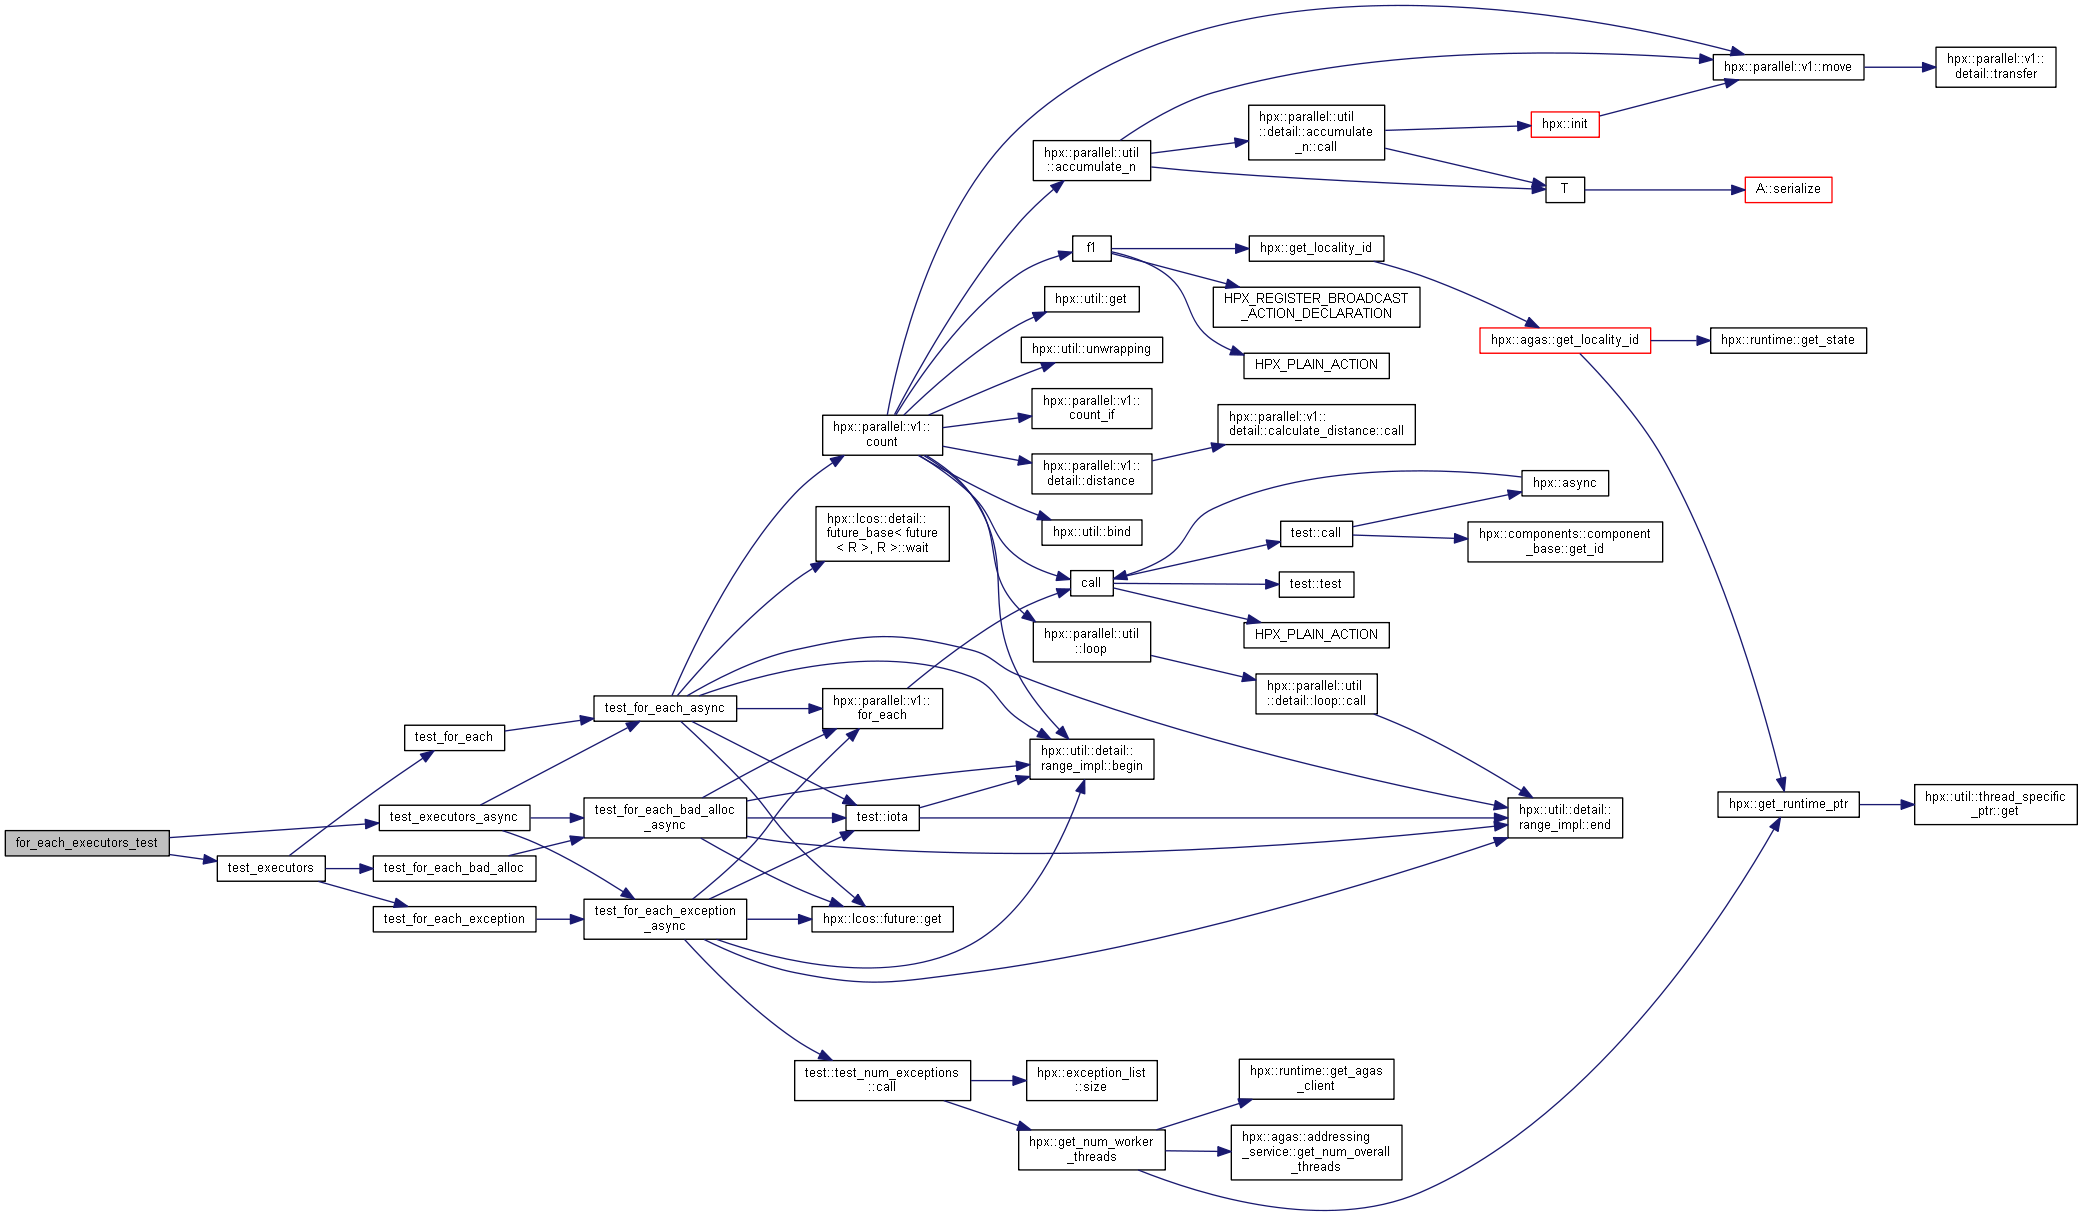 for_each_executors_test
test_executors_async
test_executors
test_for_each
test_for_each_bad_alloc
test_for_each_exception
test_for_each_async
test_for_each_bad_alloc
_async
test_for_each_exception
_async
hpx::parallel::v1::
count
hpx::lcos::detail::
future_base< future
< R >, R >::wait
hpx::parallel::v1::
for_each
test::iota
hpx::lcos::future::get
test::test_num_exceptions
::call
hpx::parallel::util
::accumulate_n
f1
hpx::util::get
hpx::util::unwrapping
hpx::parallel::v1::
count_if
hpx::parallel::v1::
detail::distance
hpx::util::bind
call
hpx::parallel::util
::loop
hpx::util::detail::
range_impl::begin
hpx::exception_list
::size
hpx::get_num_worker
_threads
hpx::parallel::util
::detail::accumulate
_n::call
hpx::get_locality_id
HPX_REGISTER_BROADCAST
_ACTION_DECLARATION
HPX_PLAIN_ACTION
hpx::parallel::v1::
detail::calculate_distance::call
test::call
test::test
HPX_PLAIN_ACTION
hpx::parallel::util
::detail::loop::call
hpx::runtime::get_agas
_client
hpx::agas::addressing
_service::get_num_overall
_threads
hpx::init
T
hpx::agas::get_locality_id
hpx::async
hpx::components::component
_base::get_id
hpx::util::detail::
range_impl::end
hpx::parallel::v1::move
A::serialize
hpx::runtime::get_state
hpx::get_runtime_ptr
hpx::parallel::v1::
detail::transfer
hpx::util::thread_specific
_ptr::get